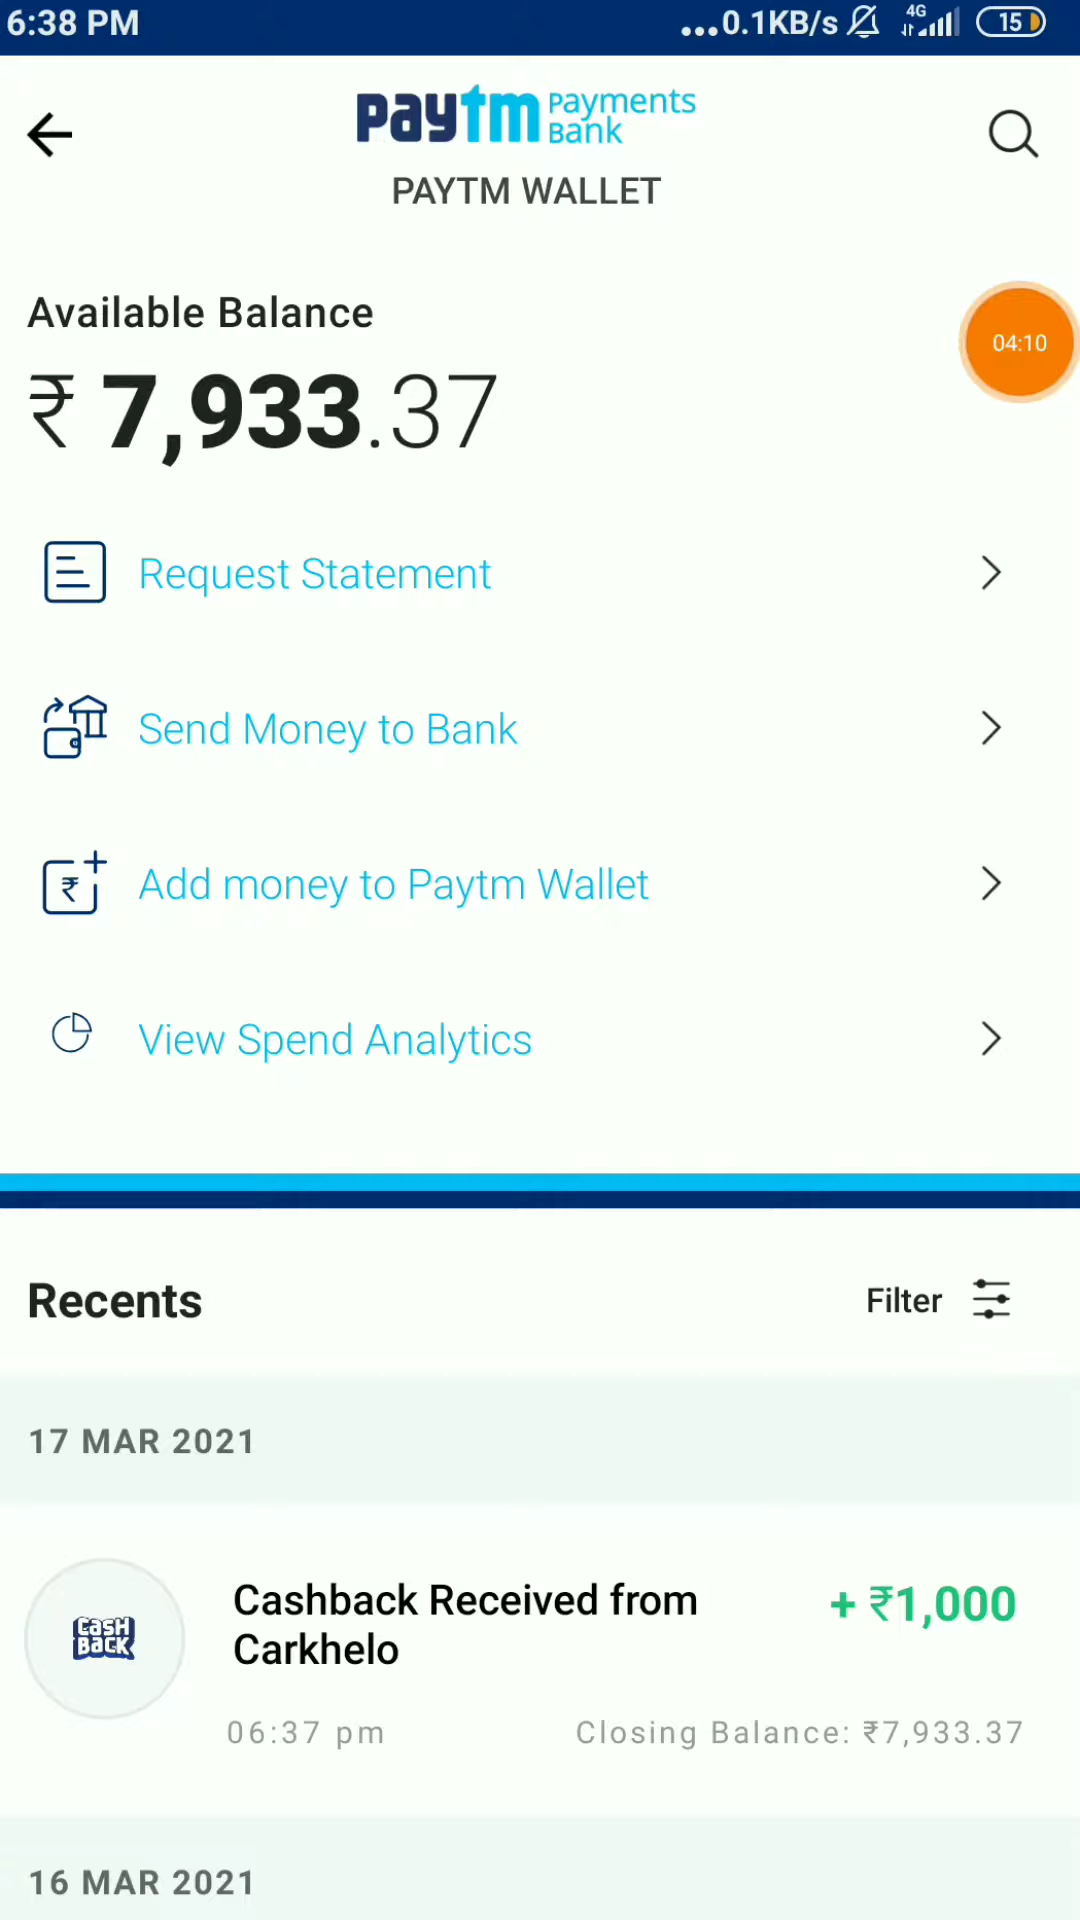 6:38 PM
...0.1KB/s 4G 15
paytm Payments Bank
PAYTM WALLET
Available Balance
04:10
₹ 7,933.37
Request Statement
Send Money to Bank
₹ Add money to Paytm Wallet
View Spend Analytics
Recents
Filter
17 MAR 2021
CASH BACK
Cashback Received from
Carkhelo
+ ₹1,000
06:37 pm
Closing Balance: ₹7,933.37
16 MAR 2021